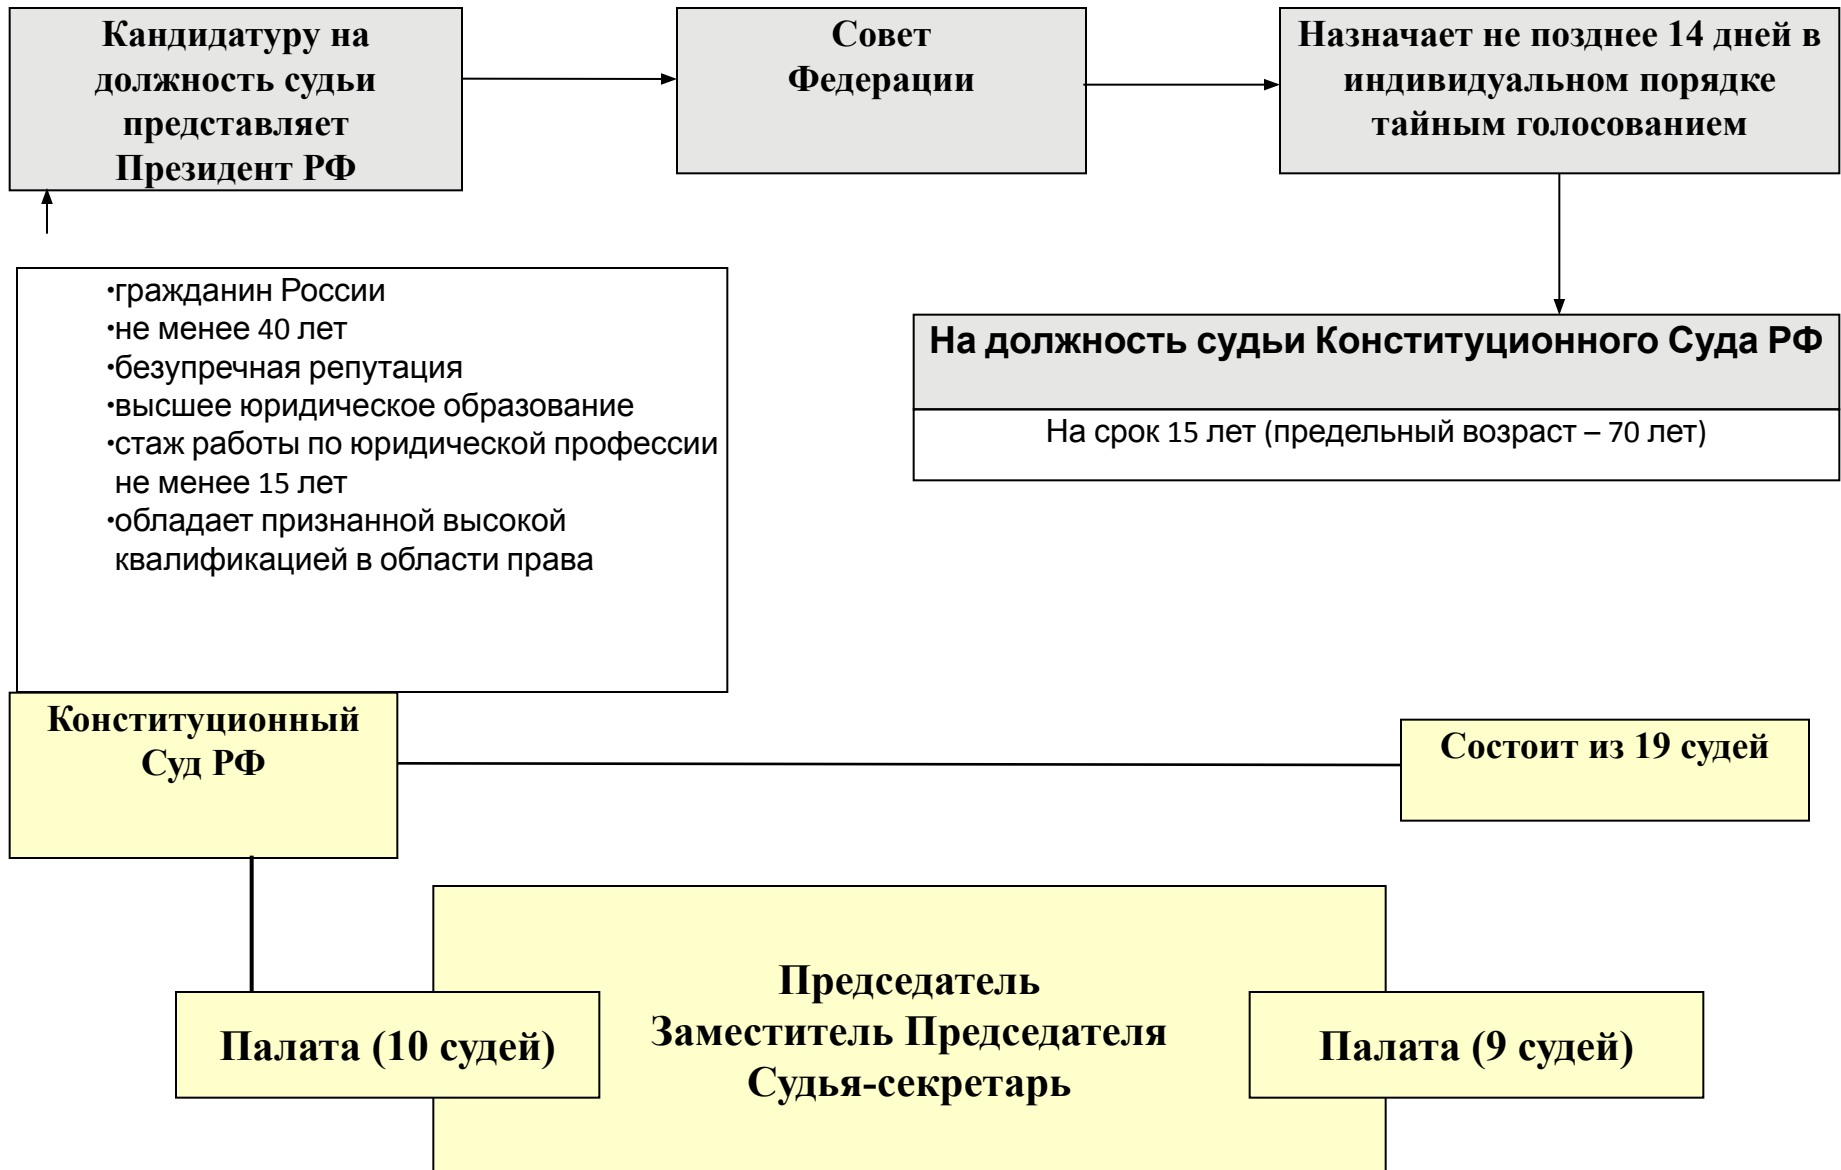 Кандидатуру на
должность судьи
представляет
Президент РФ
Совет
Федерации
Назначает не позднее 14 дней в
индивидуальном порядке
тайным голосованием
•гражданин России
•не менее 40 лет
•безупречная репутация
•высшее юридическое образование
•стаж работы по юридической профессии
не менее 15 лет
•обладает признанной высокой
квалификацией в области права
На должность судьи Конституционного Суда РФ
На срок 15 лет (предельный возраст – 70 лет)
Конституционный
Суд РФ
Состоит из 19 судей
Палата (10 судей)
Председатель
Заместитель Председателя
Судья-секретарь
Палата (9 судей)